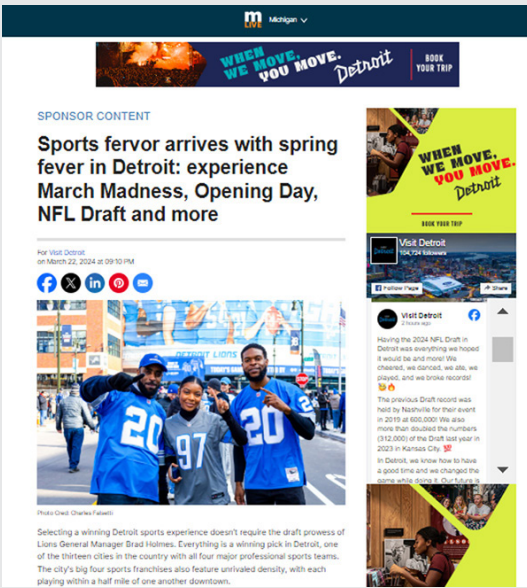 m
LIVE
Michigan
WHEN
WE MOVE,
YOU MOVE.
Detroit
BOOK
YOUR TRIP
SPONSOR CONTENT
Sports fervor arrives with spring
fever in Detroit: experience
March Madness, Opening Day,
NFL Draft and more
For Visit Detroit
on March 22, 2024 at 09:10 PM
DETROIT LIONS
20
97
20
Photo Cred: Charles Falsetti
Selecting a winning Detroit sports experience doesn't require the draft prowess of
Lions General Manager Brad Holmes. Everything is a winning pick in Detroit, one
of the thirteen cities in the country with all four major professional sports teams.
The city's big four sports franchises also feature unrivaled density, with each
playing within a half mile of one another downtown.
WHEN
WE MOVE,
YOU MOVE.
Detroit
BOOK YOUR TRIP
Visit Detroit
104,724 followers
Follow Page
Share
Visit Detroit
2 hours ago
Having the 2024 NFL Draft in
Detroit was everything we hoped
it would be and more! We
cheered, we danced, we ate, we
played, and we broke records!
🥳🔥
The previous Draft record was
held by Nashville for their event
in 2019 at 600,000! We also
more than doubled the numbers
(312,000) of the Draft last year in
2023 in Kansas City. 💯
In Detroit, we know how to have
a good time and we changed the
game while doing it. Our future is